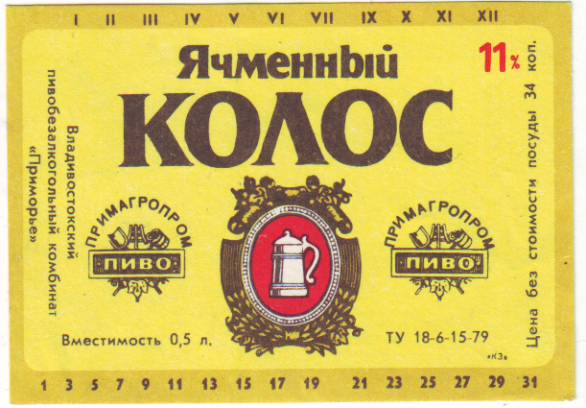 I II III IV V VI VII IX X XI XII
Ячменный
11%
КОЛОС
Владивостокский
пивобезалкогольный комбинат
«Приморье»
ПРИМАГРОПРОМ
ПИВО
ПРИМАГРОПРОМ
ПИВО
Цена без стоимости посуды 34 коп.
Вместимость 0,5 л.
ТУ 18-6-15-79
«КЗ»
1 3 5 7 9 11 13 15 17 19 21 23 25 27 29 31